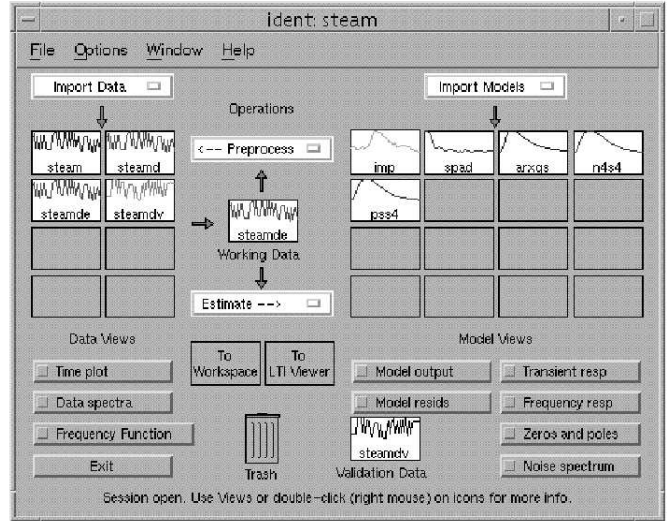 ident: steam
File Options Window Help
Import Data
Import Models
Operations
<-- Preprocess
steam steamd
imp spad arxqs n4s4
steamde steamdv
pss4
steamde
Working Data
Estimate -->
Data Views
Model Views
To Workspace
To LTI Viewer
Time plot
Model output
Transient resp
Data spectra
Model resids
Frequency resp
Frequency Function
Zeros and poles
steamdv
Exit
Trash
Validation Data
Noise spectrum
Session open. Use Views or double-click (right mouse) on icons for more info.